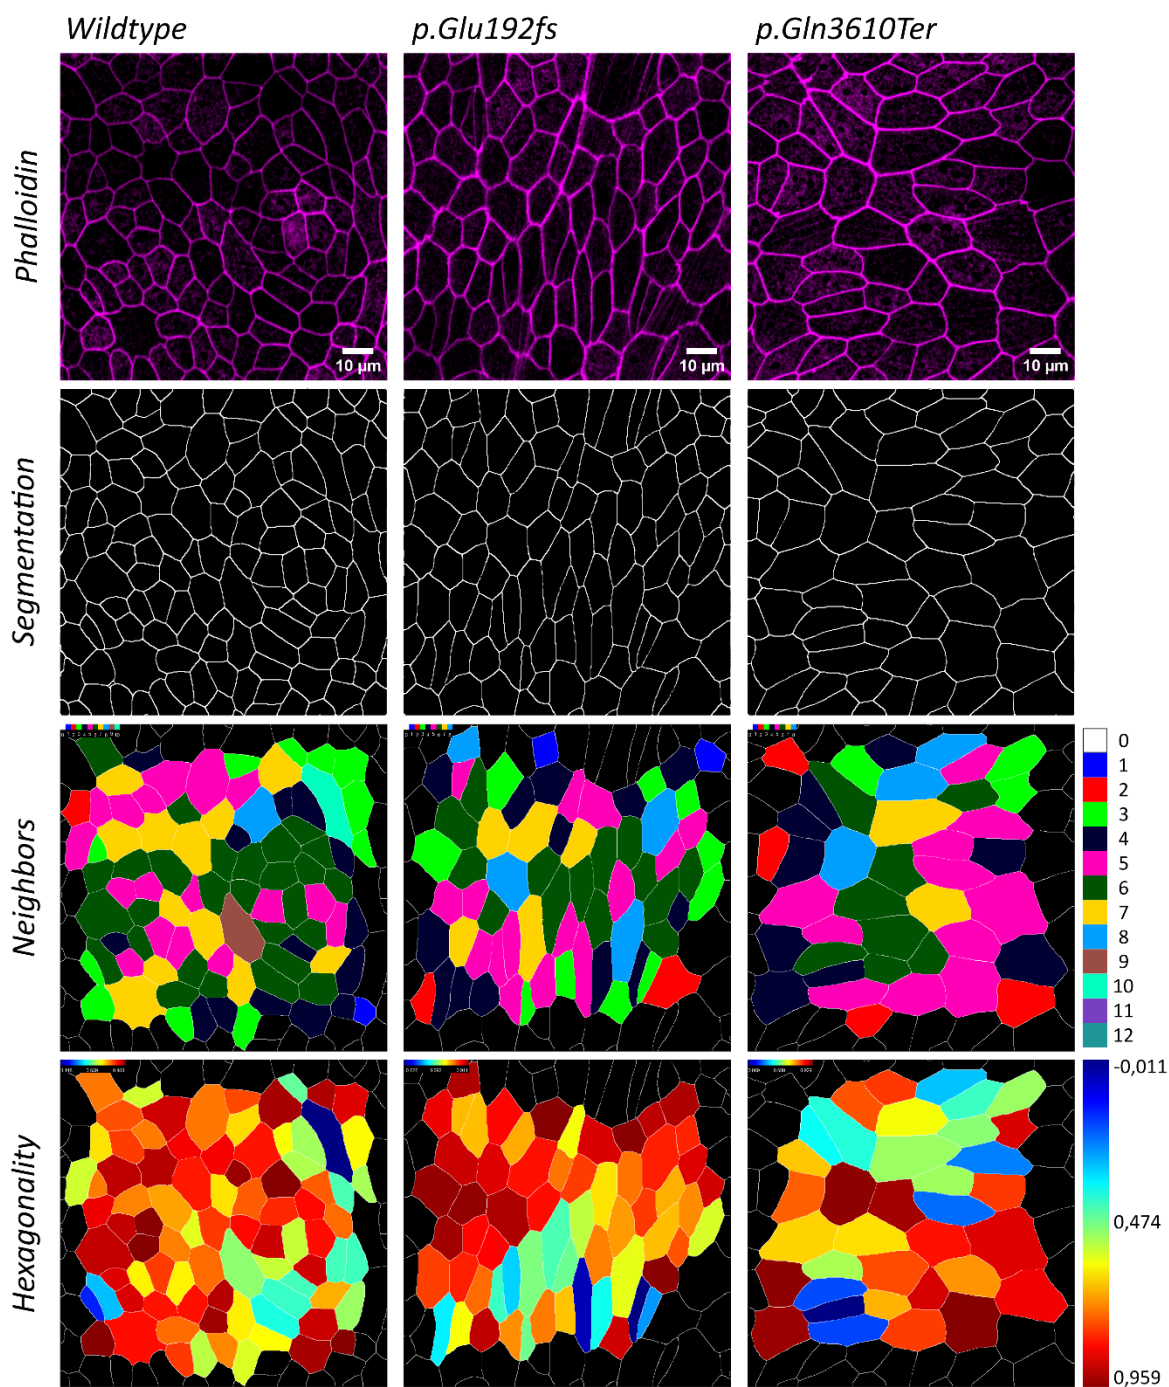 Wildtype
p.Glu192fs
p.Gln3610Ter
Phalloidin
10 µm
10 µm
10 µm
Segmentation
Neighbors
0
1
2
3
4
5
6
7
8
9
10
11
12
Hexagonality
-0,011
0,474
0,959